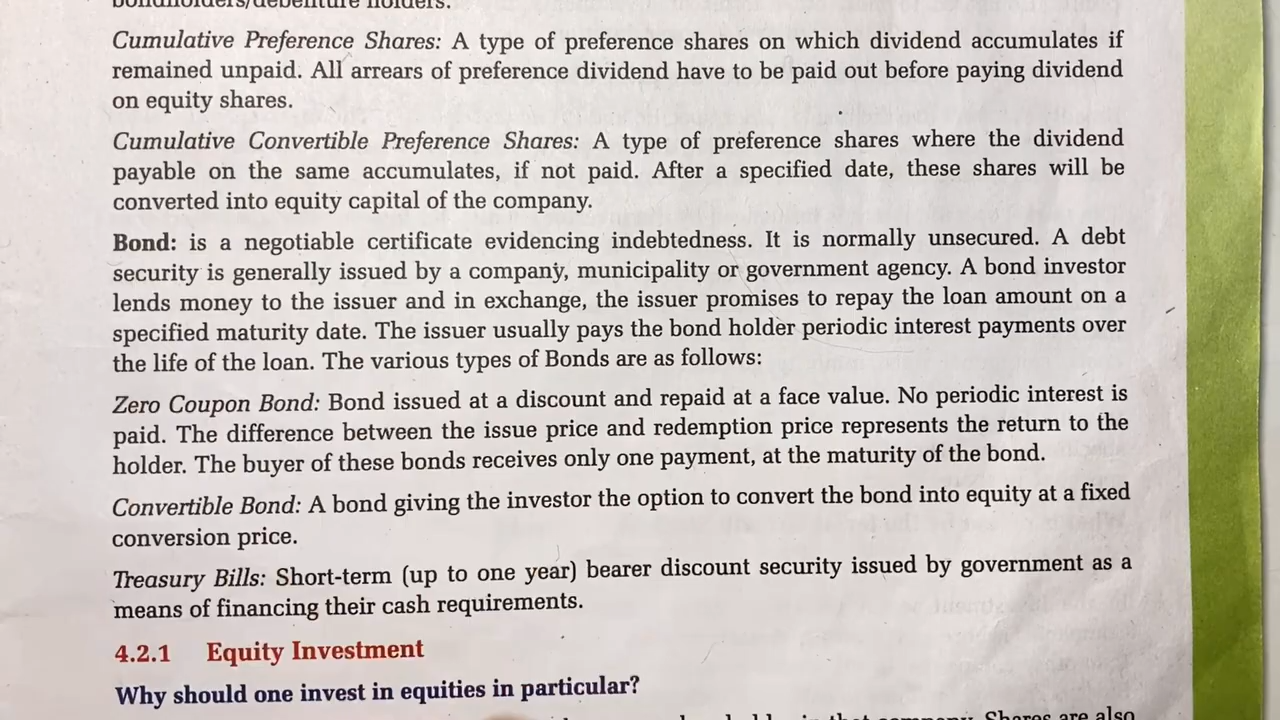 bondholders/debenture holders.
Cumulative Preference Shares: A type of preference shares on which dividend accumulates if
remained unpaid. All arrears of preference dividend have to be paid out before paying dividend
on equity shares.
Cumulative Convertible Preference Shares: A type of preference shares where the dividend
payable on the same accumulates, if not paid. After a specified date, these shares will be
converted into equity capital of the company.
Bond: is a negotiable certificate evidencing indebtedness. It is normally unsecured. A debt
security is generally issued by a company, municipality or government agency. A bond investor
lends money to the issuer and in exchange, the issuer promises to repay the loan amount on a
specified maturity date. The issuer usually pays the bond holder periodic interest payments over
the life of the loan. The various types of Bonds are as follows:
Zero Coupon Bond: Bond issued at a discount and repaid at a face value. No periodic interest is
paid. The difference between the issue price and redemption price represents the return to the
holder. The buyer of these bonds receives only one payment, at the maturity of the bond.
Convertible Bond: A bond giving the investor the option to convert the bond into equity at a fixed
conversion price.
Treasury Bills: Short-term (up to one year) bearer discount security issued by government as a
means of financing their cash requirements.
4.2.1 Equity Investment
Why should one invest in equities in particular?
in that company. Shares are also